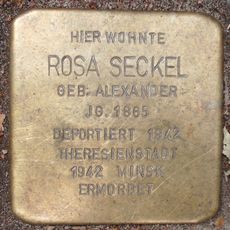 HIER WOHNTE
ROSA SECKEL
GEB. ALEXANDER
JG. 1865
DEPORTIERT 1942
THERESIENSTADT
1942 MINSK
ERMORDET